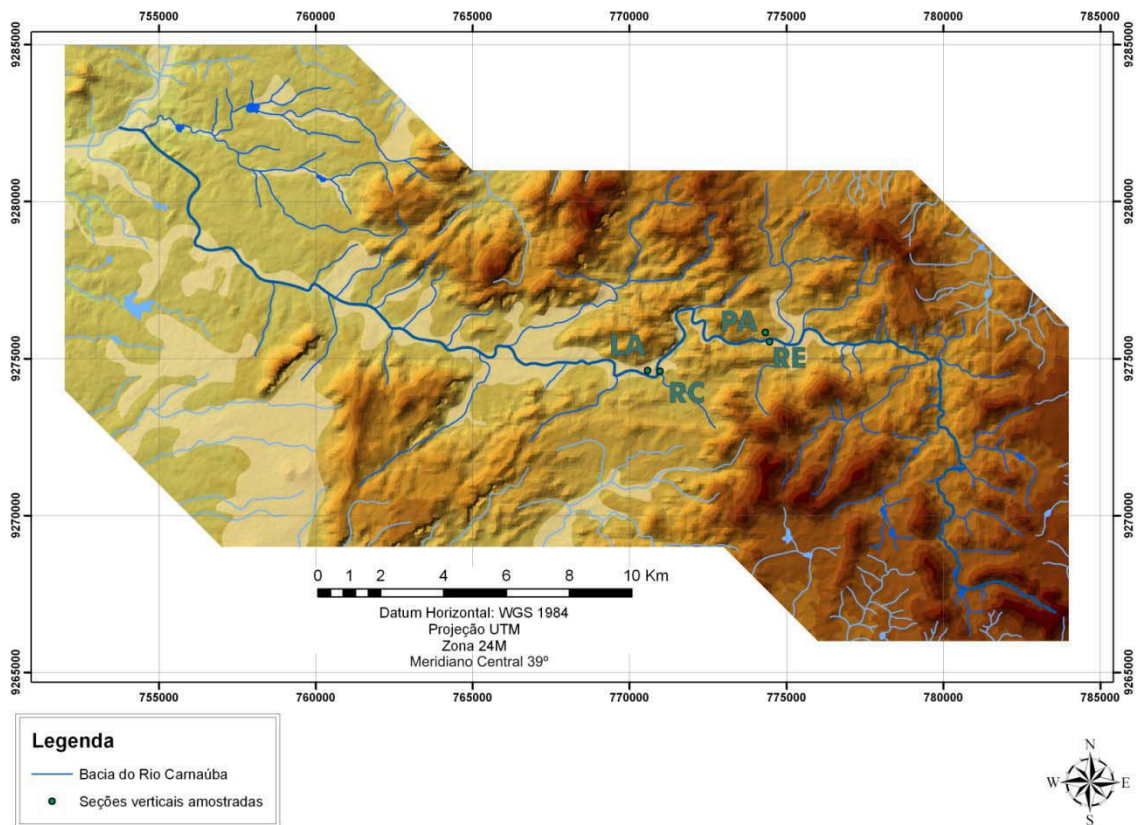 755000 760000 765000 770000 775000 780000 785000
9285000 9285000
9280000 9280000
PA
9275000 LA RE 9275000
RC
9270000 9270000
0 1 2 4 6 8 10 Km
Datum Horizontal: WGS 1984
Projeção UTM
Zona 24M
Meridiano Central 39º
9265000 9265000
755000 760000 765000 770000 775000 780000 785000
Legenda
Bacia do Rio Carnaúba
Seções verticais amostradas
N
W E
S